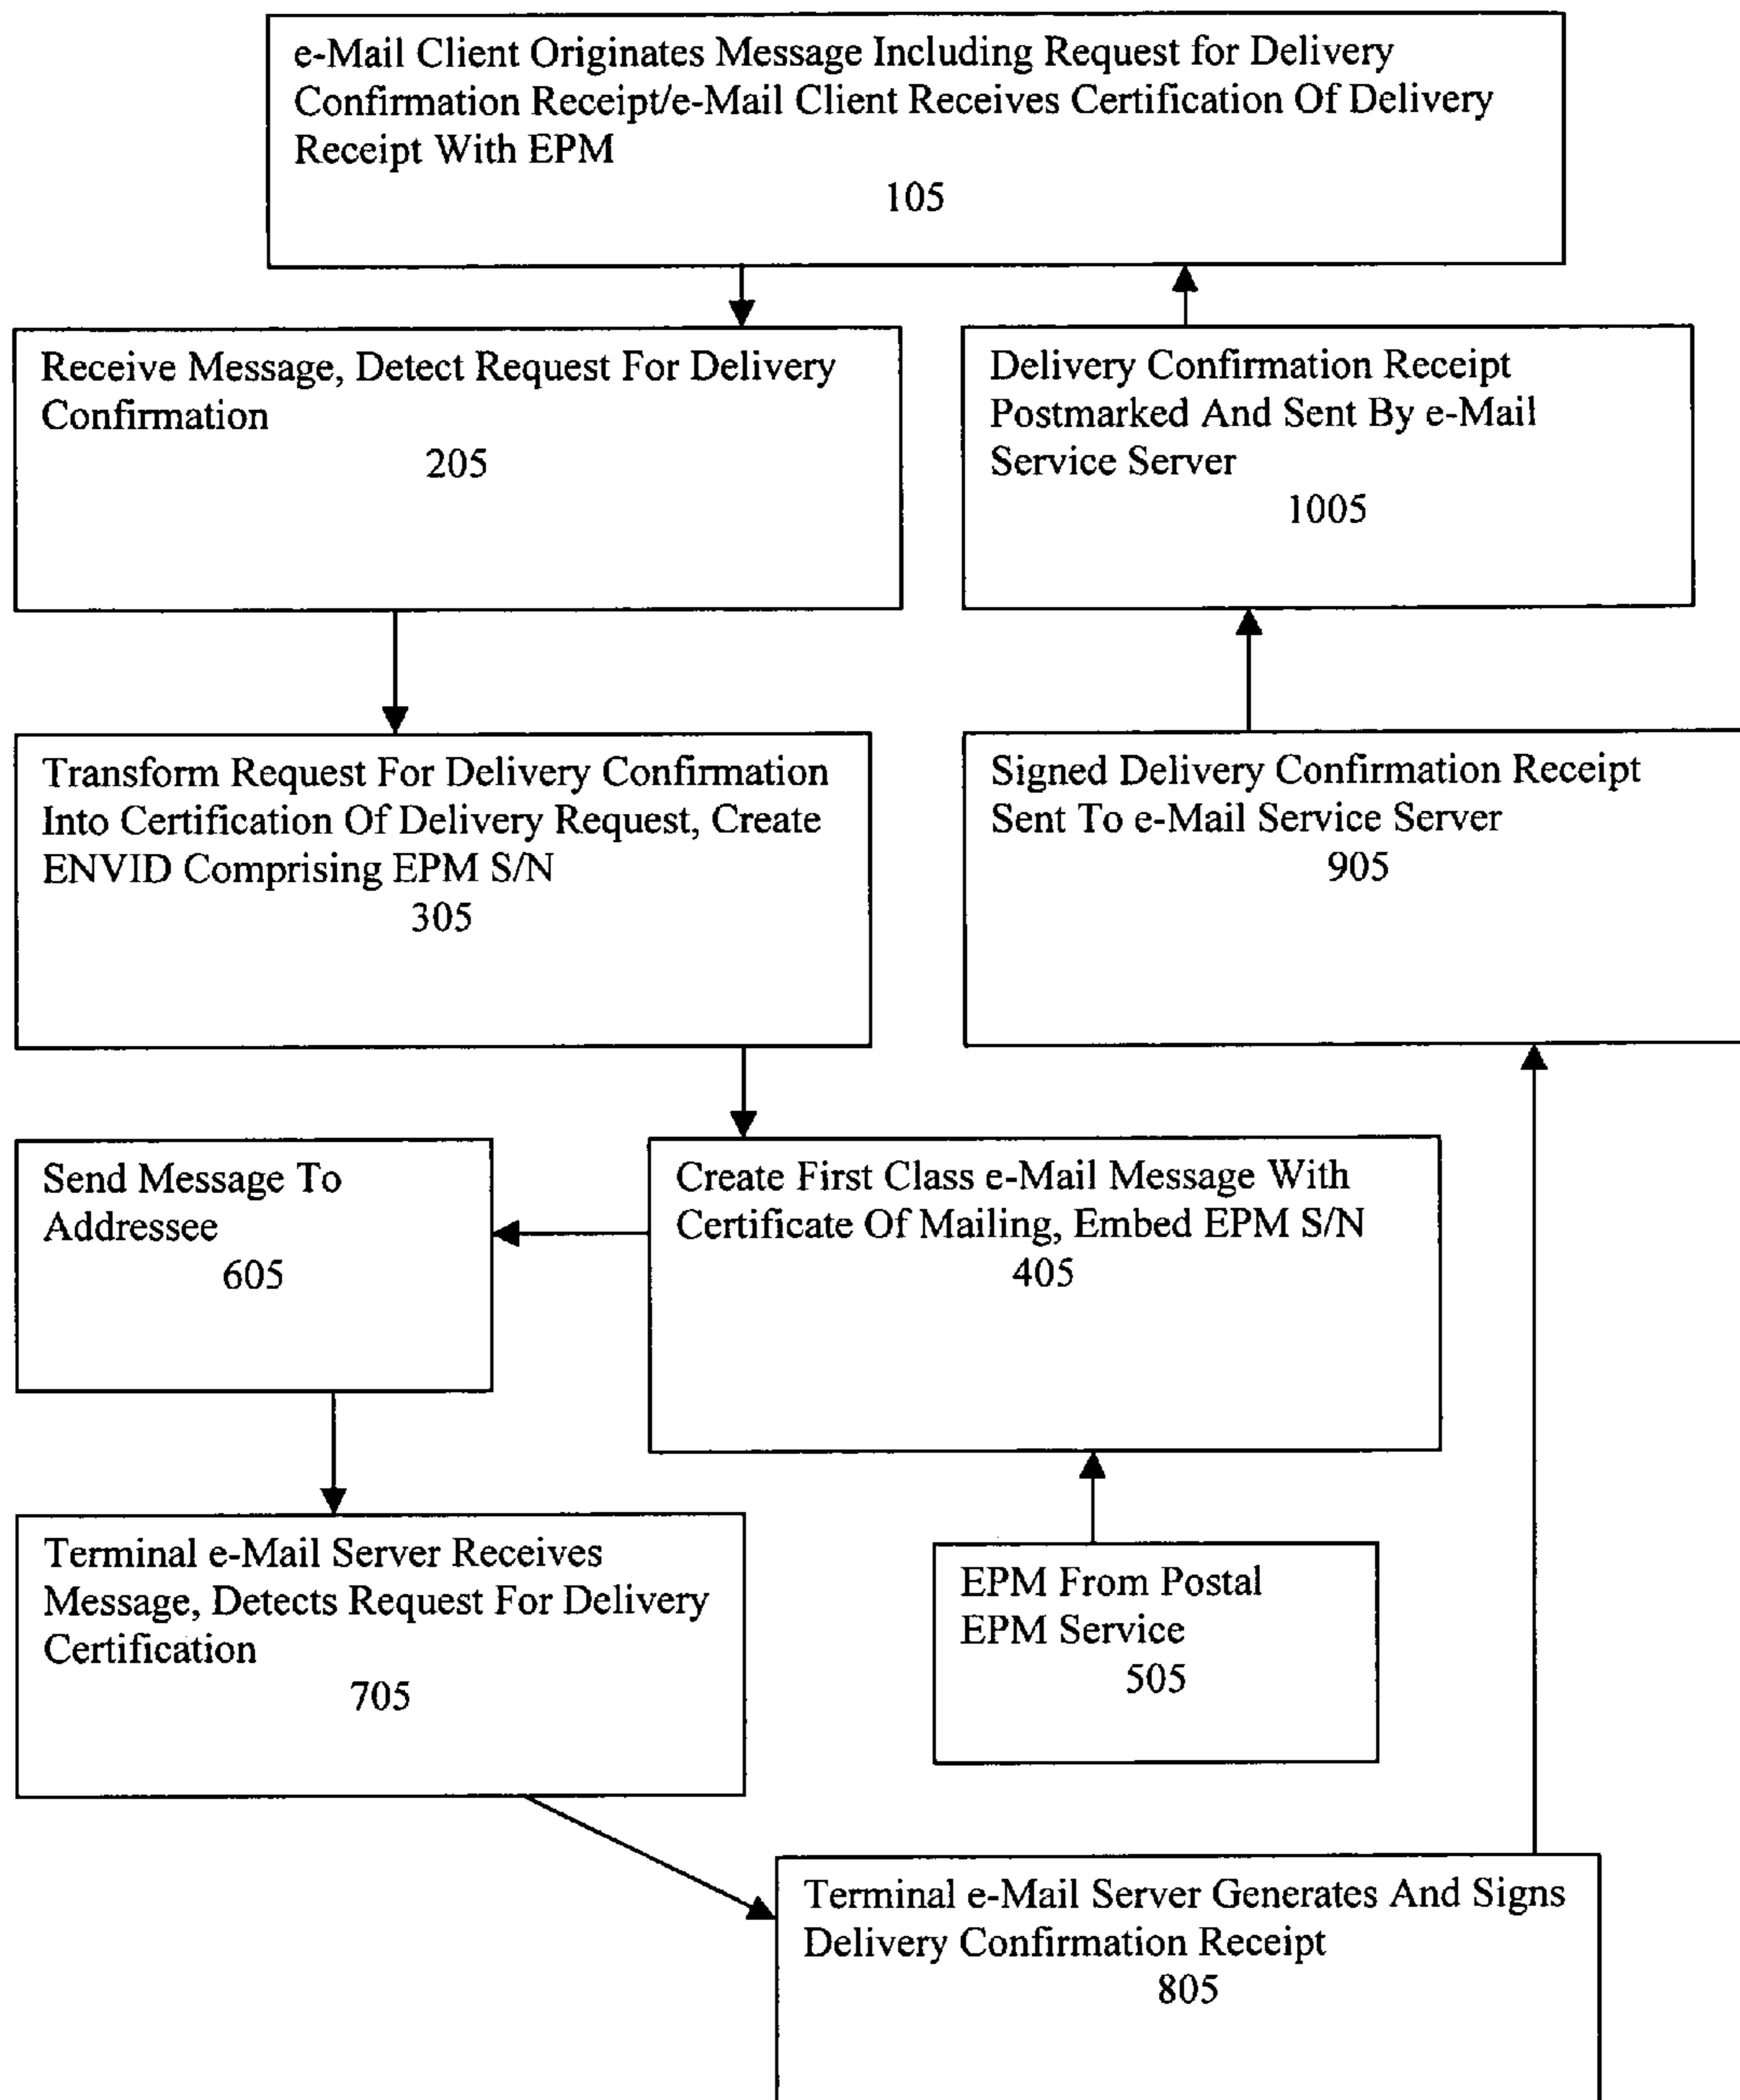 e-Mail Client Originates Message Including Request for Delivery
Confirmation Receipt/e-Mail Client Receives Certification Of Delivery
Receipt With EPM
105
Receive Message, Detect Request For Delivery
Confirmation
205
Delivery Confirmation Receipt
Postmarked And Sent By e-Mail
Service Server
1005
Transform Request For Delivery Confirmation
Into Certification Of Delivery Request, Create
ENVID Comprising EPM S/N
305
Signed Delivery Confirmation Receipt
Sent To e-Mail Service Server
905
Send Message To
Addressee
605
Create First Class e-Mail Message With
Certificate Of Mailing, Embed EPM S/N
405
Terminal e-Mail Server Receives
Message, Detects Request For Delivery
Certification
705
EPM From Postal
EPM Service
505
Terminal e-Mail Server Generates And Signs
Delivery Confirmation Receipt
805